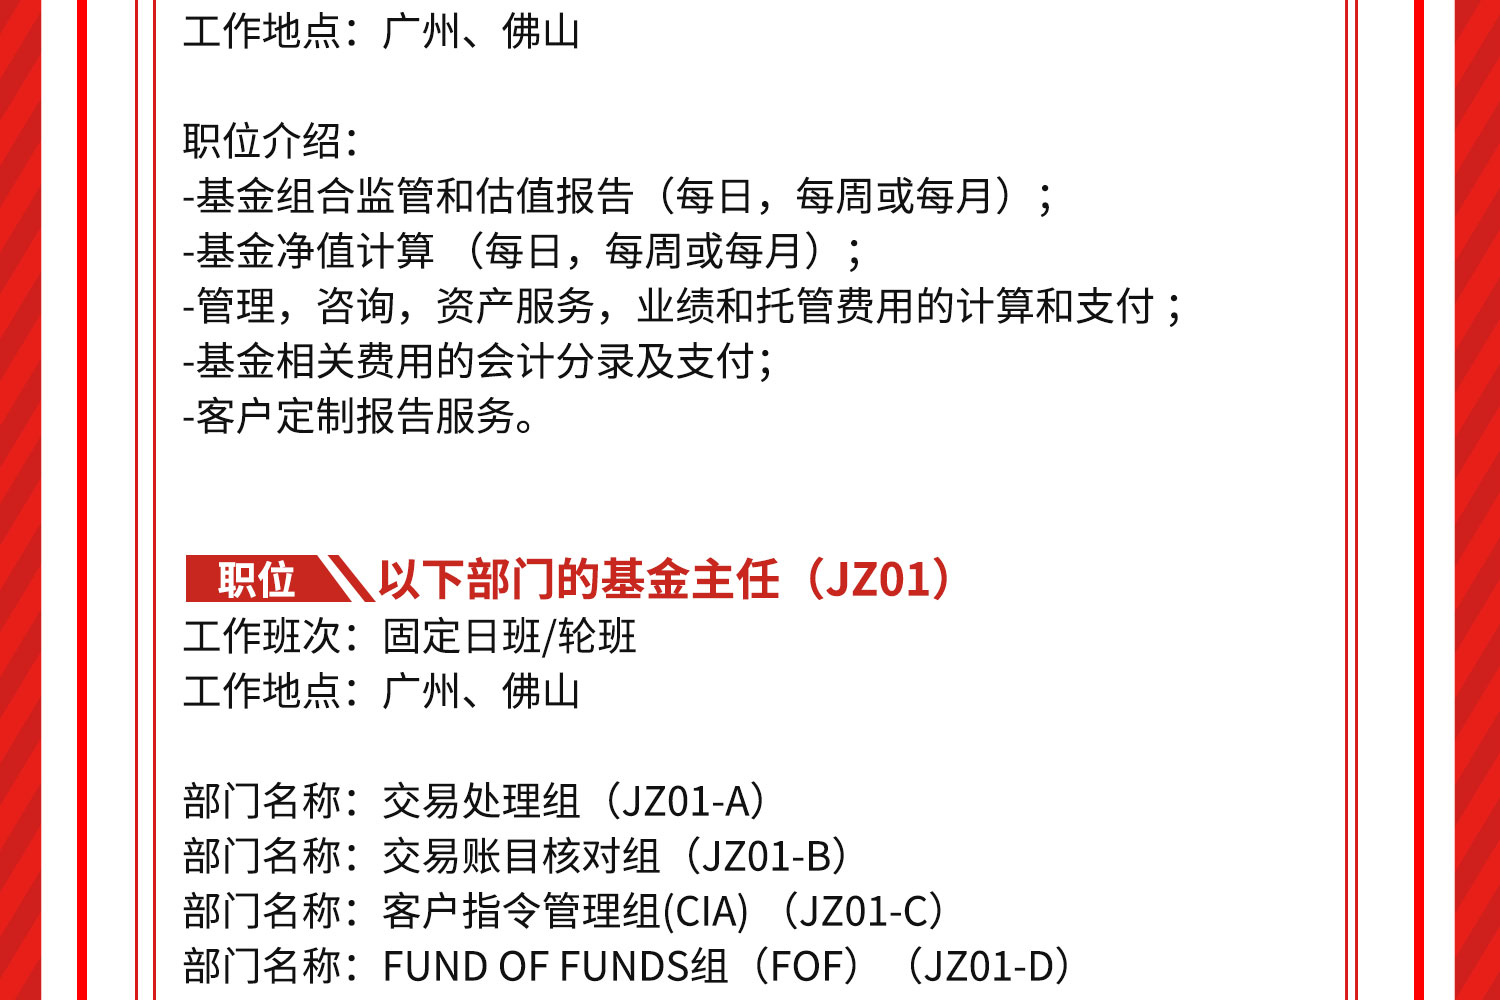 工作地点：广州、佛山
职位介绍：
-基金组合监管和估值报告（每日，每周或每月）；
-基金净值计算 （每日，每周或每月）；
-管理，咨询，资产服务，业绩和托管费用的计算和支付 ；
-基金相关费用的会计分录及支付；
-客户定制报告服务。
职位 以下部门的基金主任（JZ01）
工作班次：固定日班/轮班
工作地点：广州、佛山
部门名称：交易处理组（JZ01-A）
部门名称：交易账目核对组（JZ01-B）
部门名称：客户指令管理组(CIA) （JZ01-C）
部门名称：FUND OF FUNDS组（FOF）（JZ01-D）